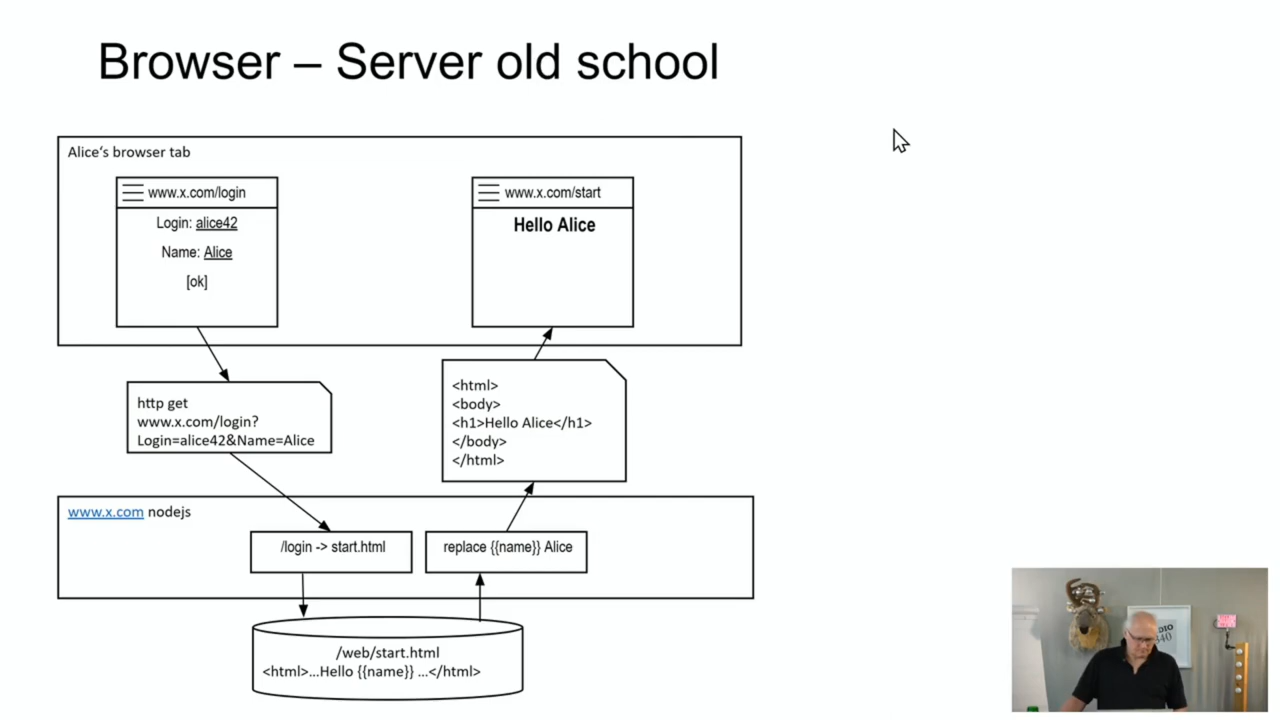 Browser – Server old school
Alice‘s browser tab
www.x.com/login
Login: alice42
Name: Alice
[ok]
www.x.com/start
Hello Alice
http get
www.x.com/login?
Login=alice42&Name=Alice
<html>
<body>
<h1>Hello Alice</h1>
</body>
</html>
www.x.com nodejs
/login -> start.html
replace {{name}} Alice
/web/start.html
<html>...Hello {{name}} ...</html>